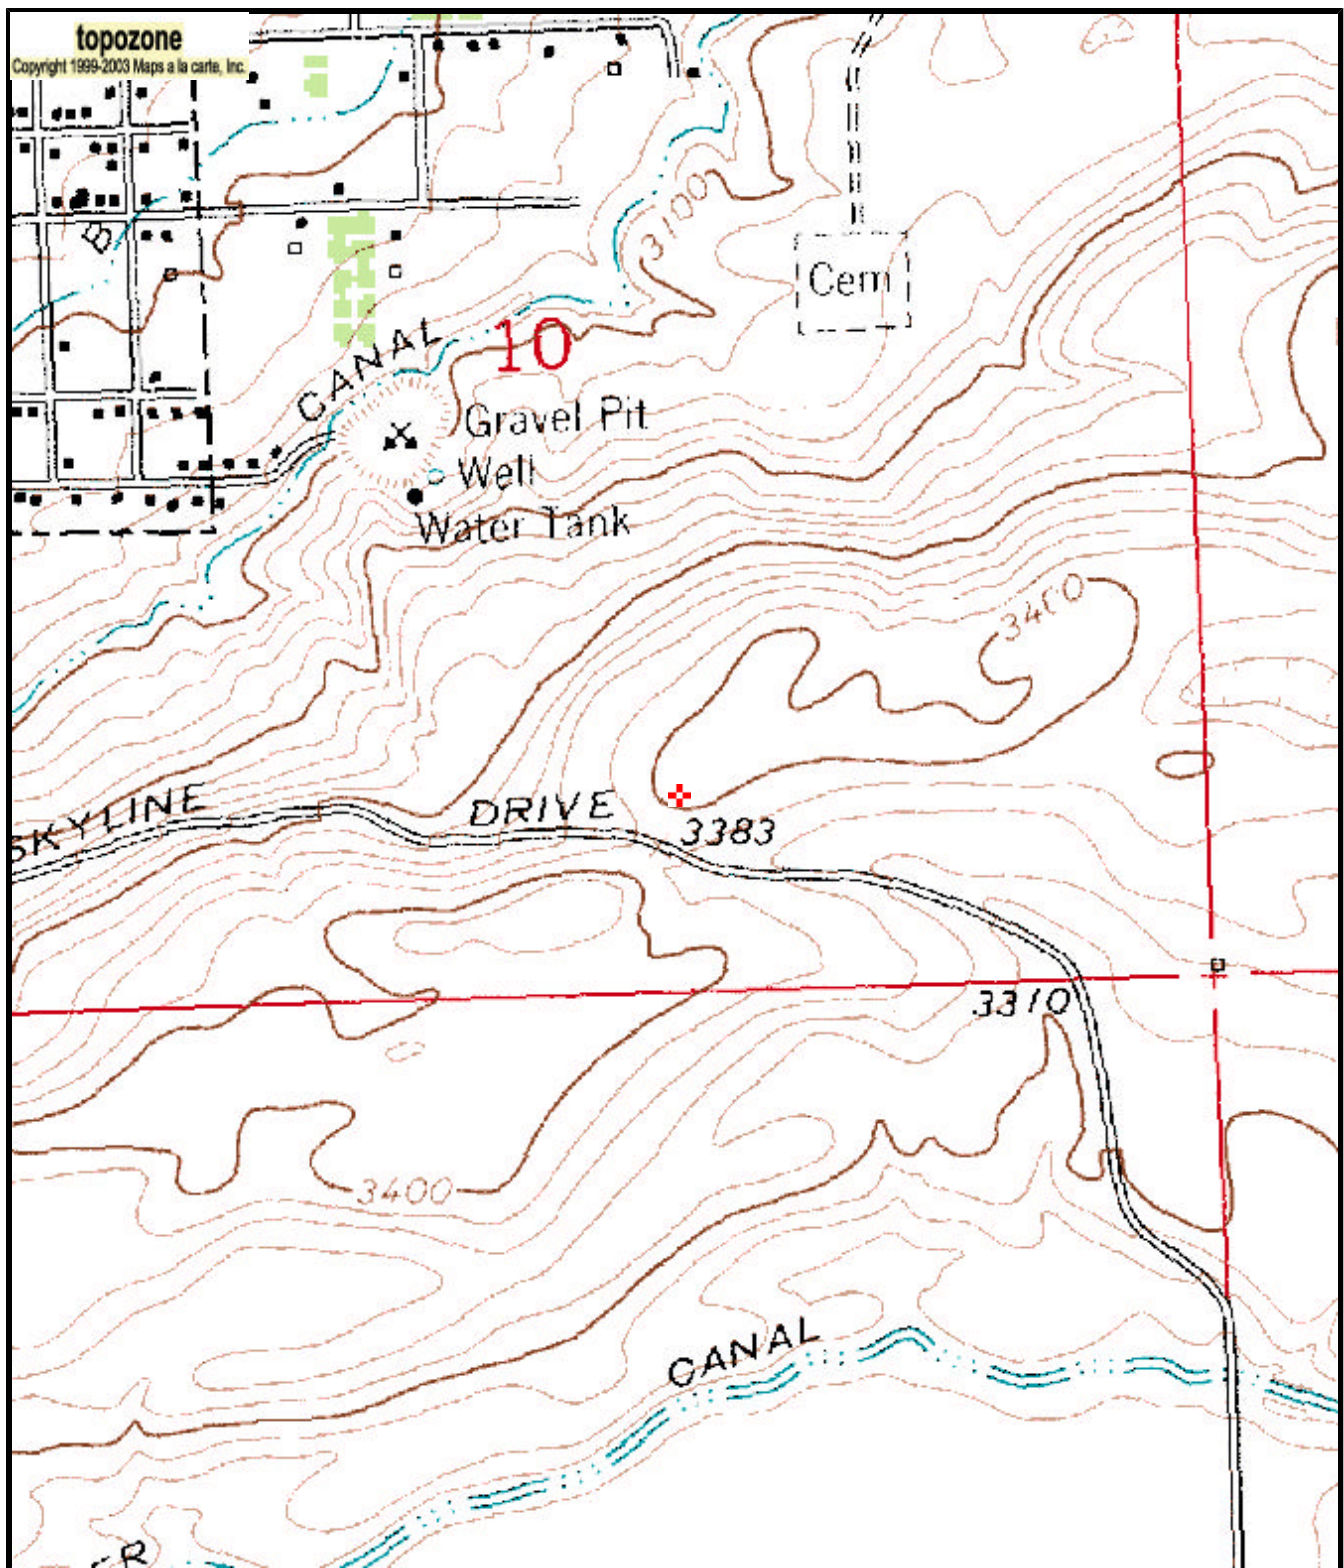 topozone
Copyright 1999-2003 Maps a la carte, Inc.
B
3100
Cem
CANAL
10
Gravel Pit
Well
Water Tank
3400
SKYLINE DRIVE
3383
3310
3400
CANAL
ER